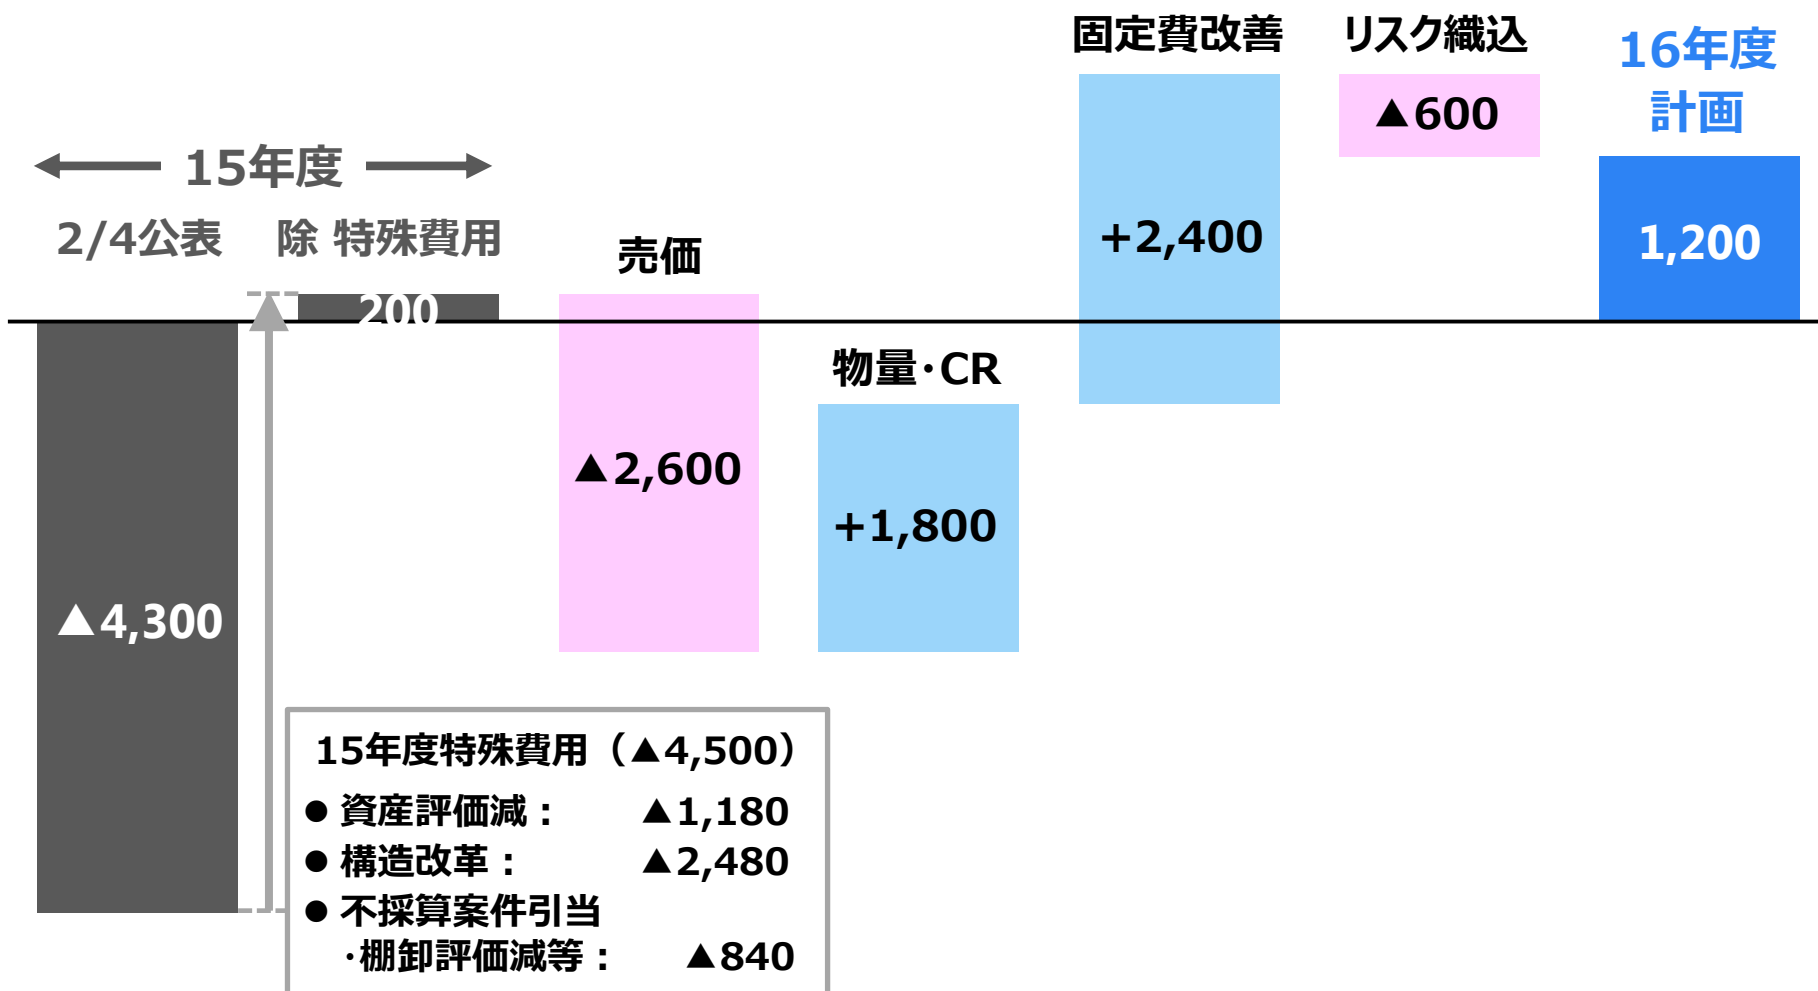 15年度
2/4公表
除 特殊費用
▲4,300
200
売価
▲2,600
物量・CR
+1,800
固定費改善
+2,400
リスク織込
▲600
16年度
計画
1,200
15年度特殊費用（▲4,500）
● 資産評価減： ▲1,180
● 構造改革： ▲2,480
● 不採算案件引当
・棚卸評価減等： ▲840